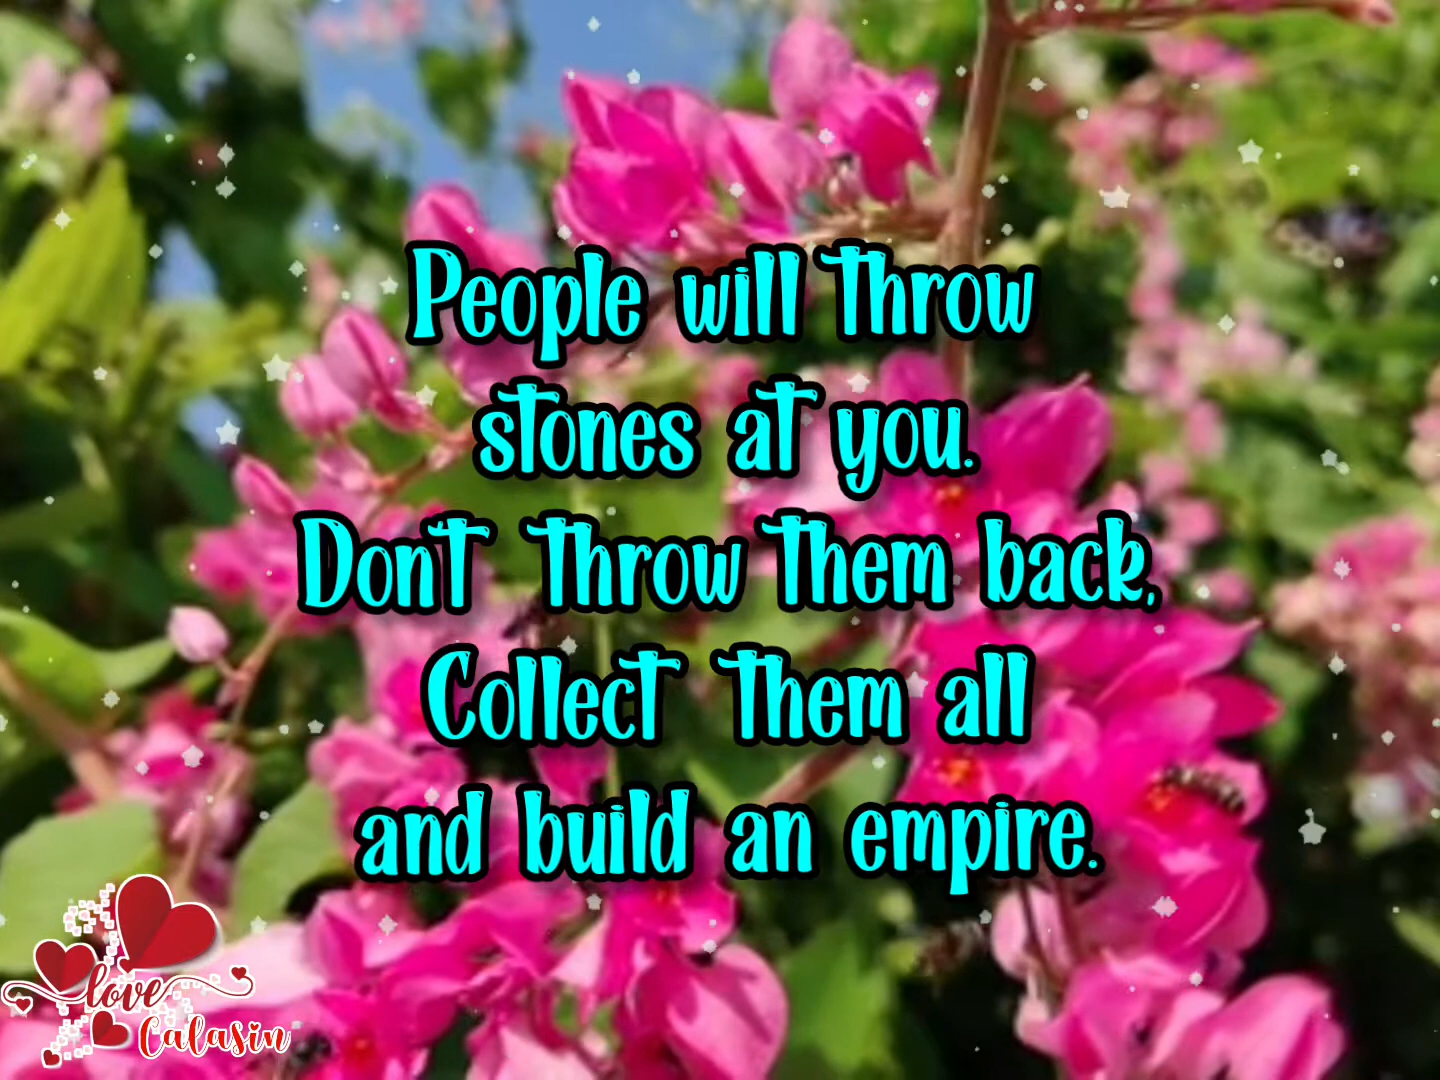 People will throw
stones at you.
Don't throw them back,
Collect them all
and build an empire.
love
Calasin